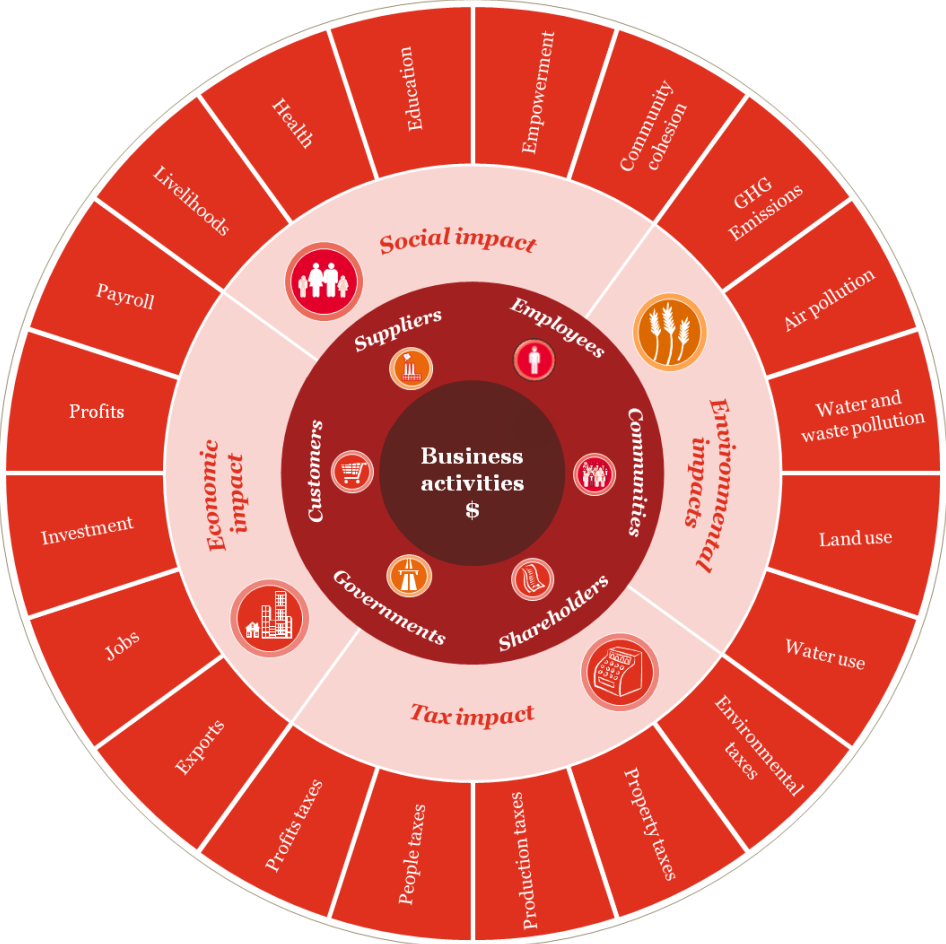 Business
activities
$
Suppliers
Employees
Communities
Shareholders
Governments
Customers
Social impact
Environmental
impacts
Tax impact
Economic
impact
Livelihoods
Health
Education
Empowerment
Community
cohesion
GHG
Emissions
Air pollution
Water and
waste pollution
Land use
Water use
Environmental
taxes
Property taxes
Production taxes
People taxes
Profits taxes
Exports
Jobs
Investment
Profits
Payroll